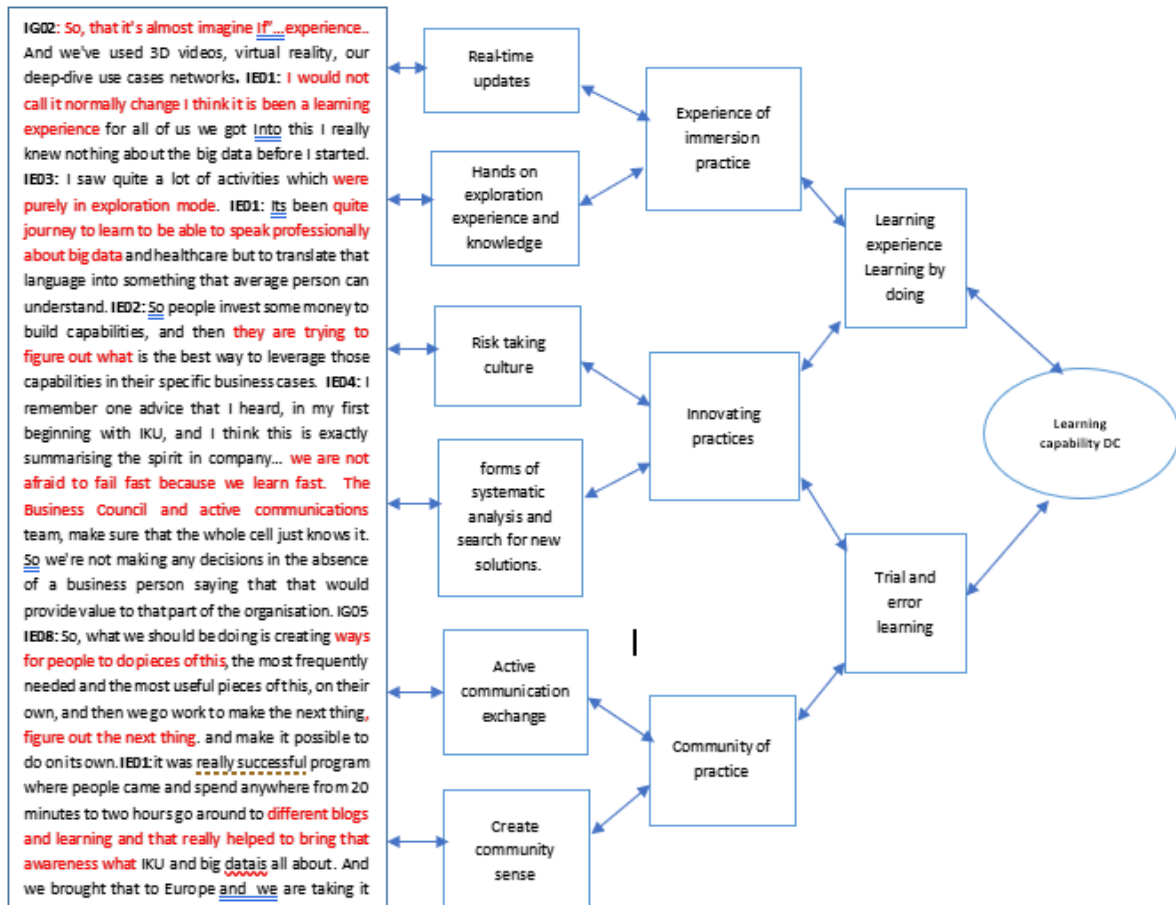 IG02: So, that it's almost imagine If"...experience..
And we've used 3D videos, virtual reality, our
deep-dive use cases networks. IE01: I would not
call it normally change I think it is been a learning
experience for all of us we got Into this I really
knew nothing about the big data before I started.
IE03: I saw quite a lot of activities which were
purely in exploration mode. IE01: Its been quite
journey to learn to be able to speak professionally
about big data and healthcare but to translate that
language into something that average person can
understand. IE02: So people invest some money to
build capabilities, and then they are trying to
figure out what is the best way to leverage those
capabilities in their specific business cases. IE04: I
remember one advice that I heard, in my first
beginning with IKU, and I think this is exactly
summarising the spirit in company... we are not
afraid to fail fast because we learn fast. The
Business Council and active communications
team, make sure that the whole cell just knows it.
So we're not making any decisions in the absence
of a business person saying that that would
provide value to that part of the organisation. IG05
IE08: So, what we should be doing is creating ways
for people to do pieces of this, the most frequently
needed and the most useful pieces of this, on their
own, and then we go work to make the next thing,
figure out the next thing. and make it possible to
do on its own. IE01:it was really successful program
where people came and spend anywhere from 20
minutes to two hours go around to different blogs
and learning and that really helped to bring that
awareness what IKU and big datais all about. And
we brought that to Europe and we are taking it
Real-time
updates
Hands on
exploration
experience and
knowledge
Risk taking
culture
forms of
systematic
analysis and
search for new
solutions.
Active
communication
exchange
Create
community
sense
Experience of
immersion
practice
Innovating
practices
Community of
practice
Learning
experience
Learning by
doing
Trial and
error
learning
Learning
capability DC